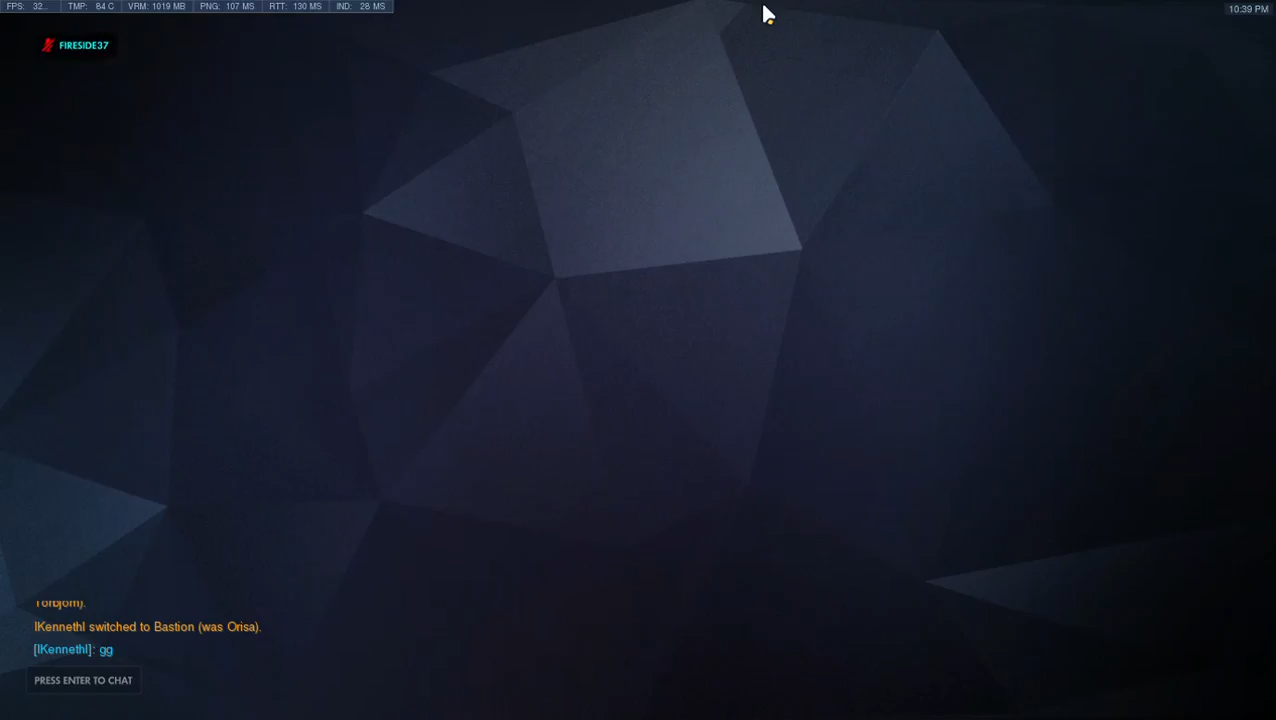 FPS: 32... TMP: 84 C VRM: 1019 MB PNG: 107 MS RTT: 130 MS IND: 28 MS
10:39 PM
FIRESIDE37
Torbjorn).
IKennethI switched to Bastion (was Orisa).
[IKennethI]: gg
PRESS ENTER TO CHAT